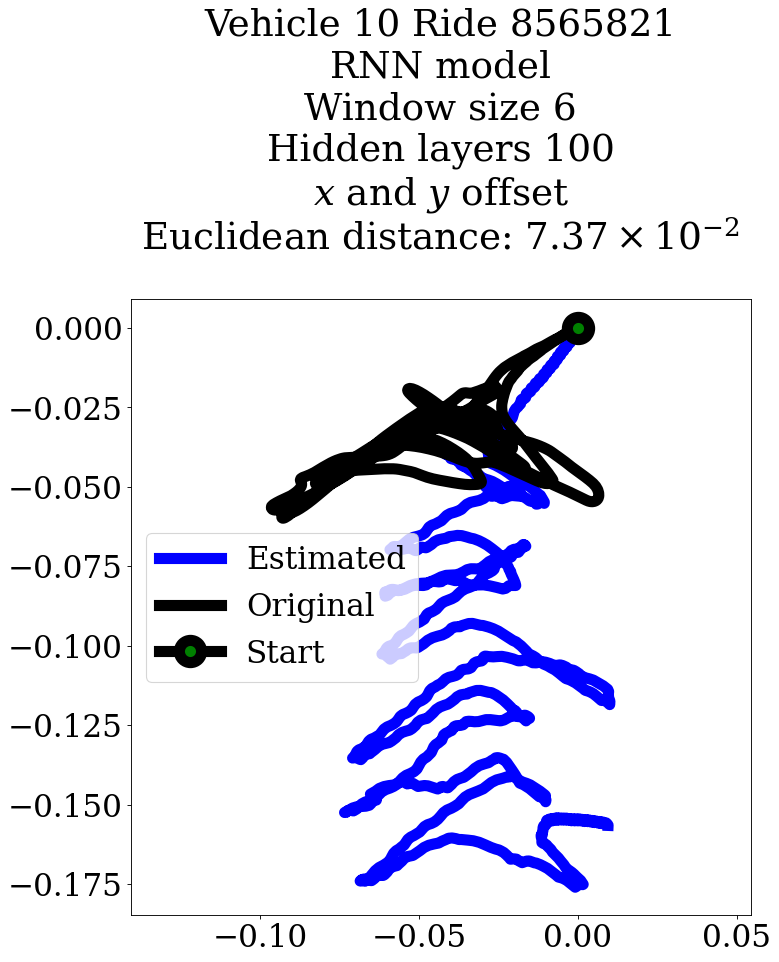 Vehicle 10 Ride 8565821
RNN model
Window size 6
Hidden layers 100
x and y offset
Euclidean distance: 7.37 × 10⁻²
0.000
−0.025
−0.050
−0.075
−0.100
−0.125
−0.150
−0.175
Estimated
Original
Start
−0.10 −0.05 0.00 0.05